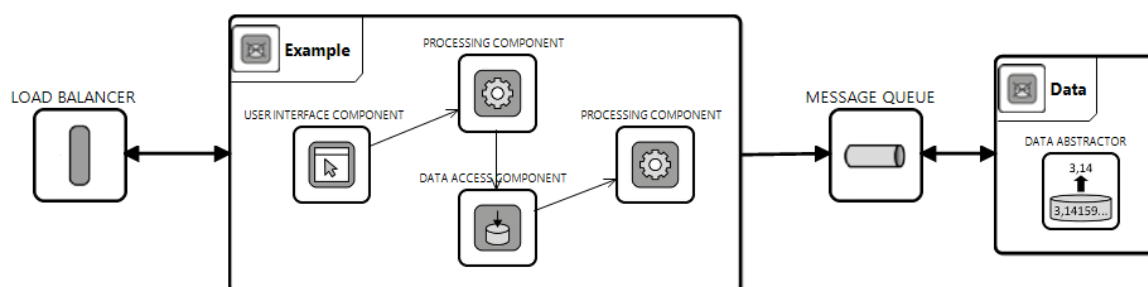 LOAD BALANCER
Example
PROCESSING COMPONENT
USER INTERFACE COMPONENT
PROCESSING COMPONENT
DATA ACCESS COMPONENT
MESSAGE QUEUE
Data
DATA ABSTRACTOR
3,14
3,14159...